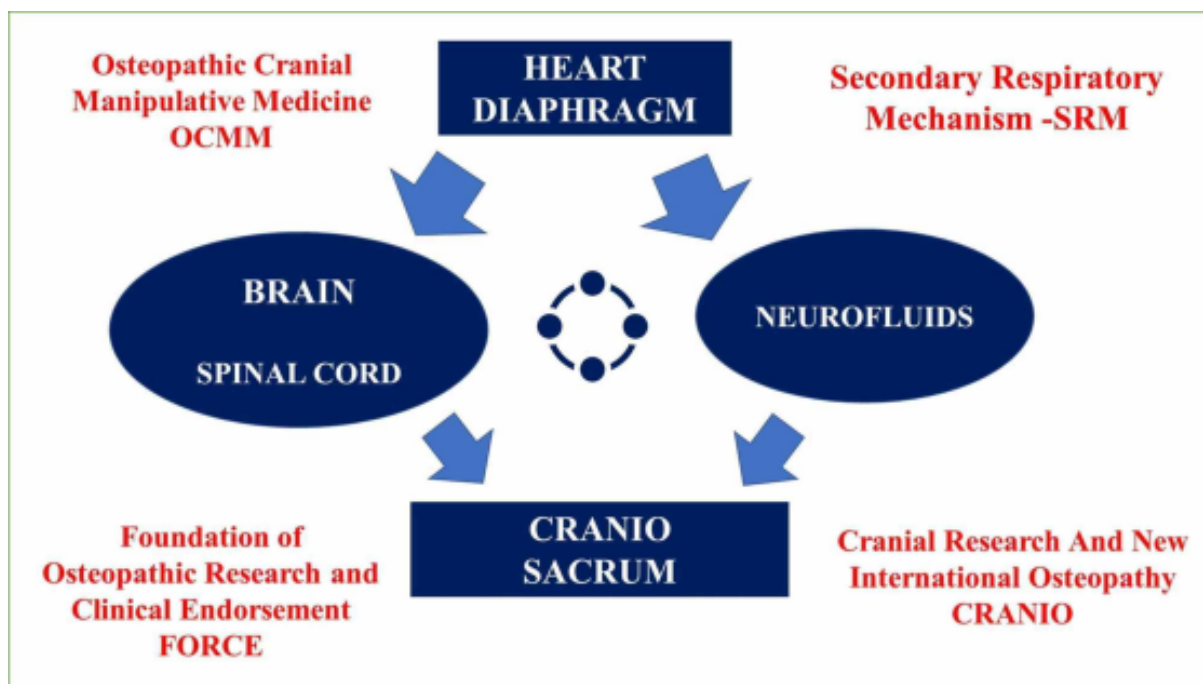 Osteopathic Cranial
Manipulative Medicine
OCMM
HEART
DIAPHRAGM
Secondary Respiratory
Mechanism -SRM
BRAIN
SPINAL CORD
NEUROFLUIDS
Foundation of
Osteopathic Research and
Clinical Endorsement
FORCE
CRANIO
SACRUM
Cranial Research And New
International Osteopathy
CRANIO